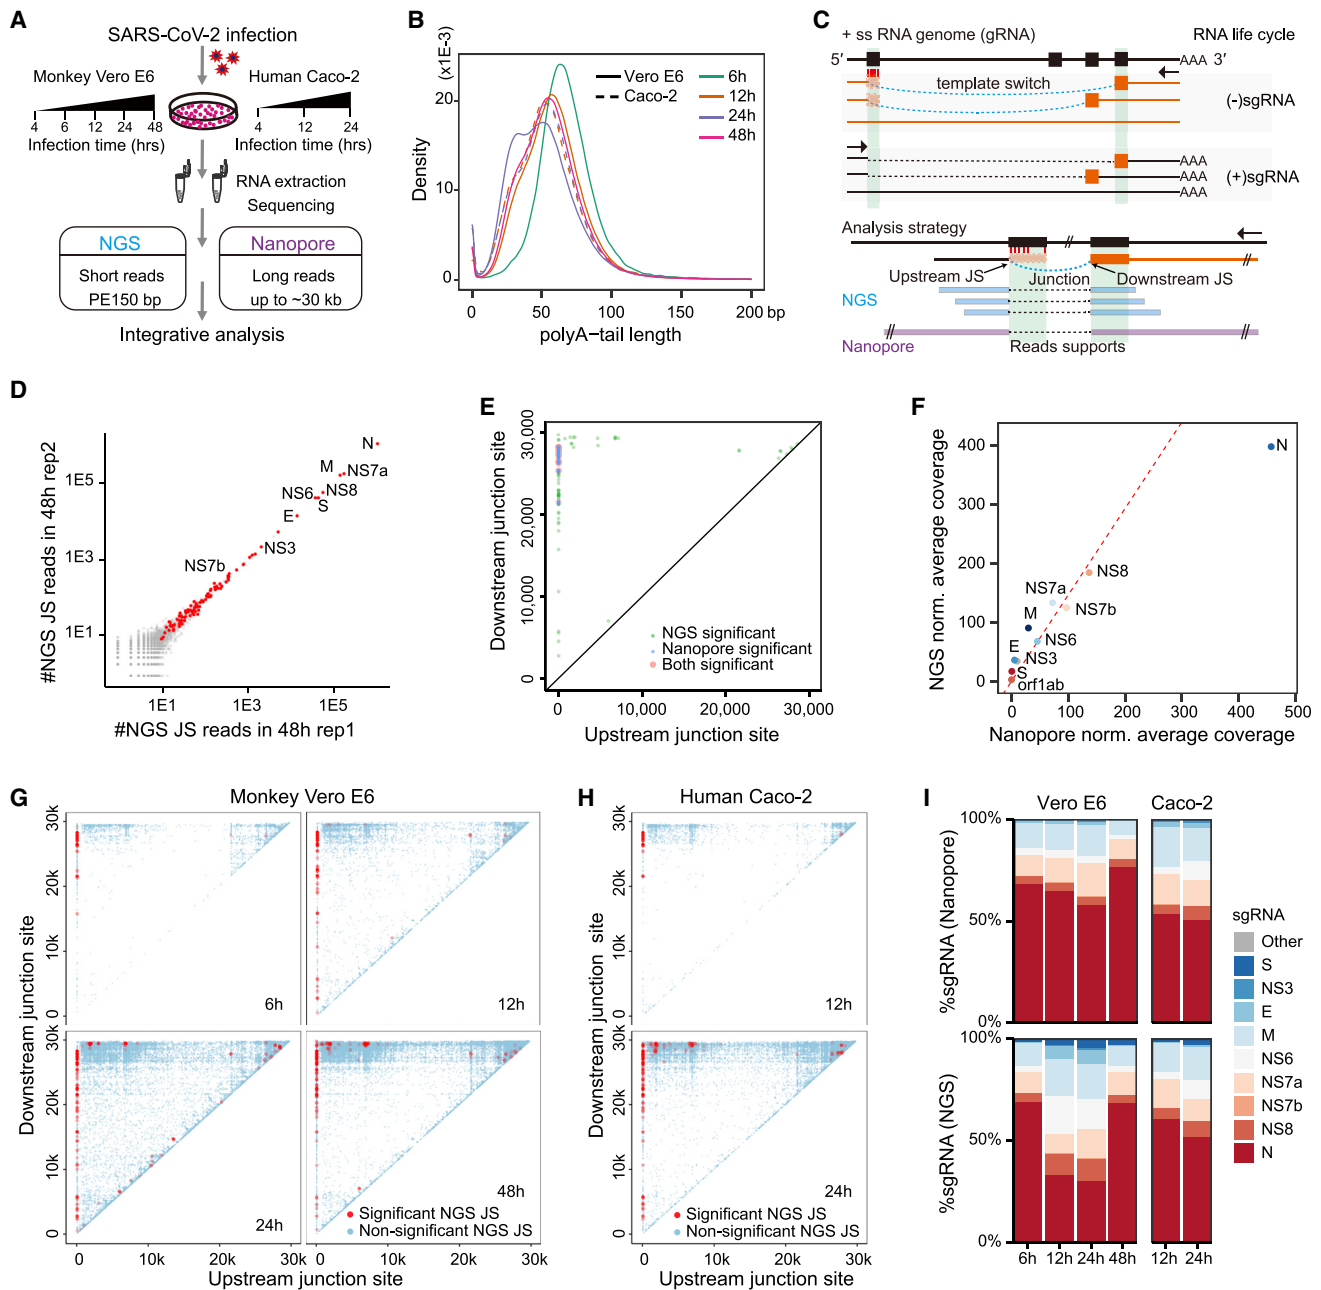 A
SARS-CoV-2 infection
Monkey Vero E6
Human Caco-2
4 6 12 24 48
4 12 24
Infection time (hrs)
Infection time (hrs)
RNA extraction
Sequencing
NGS
Nanopore
Short reads
PE150 bp
Long reads
up to ~30 kb
Integrative analysis
B
Density (x1E-3)
20
10
0
Vero E6
Caco-2
6h
12h
24h
48h
0 50 100 150 200 bp
polyA−tail length
C
+ ss RNA genome (gRNA)
RNA life cycle
5′
AAA 3′
template switch
(-)sgRNA
AAA
AAA
(+)sgRNA
AAA
Analysis strategy
Upstream JS
Junction
Downstream JS
NGS
Nanopore
Reads supports
D
#NGS JS reads in 48h rep2
1E5
1E3
1E1
N
M
NS7a
NS6
NS8
S
E
NS3
NS7b
1E1 1E3 1E5
#NGS JS reads in 48h rep1
E
Downstream junction site
30,000
20,000
10,000
0
NGS significant
Nanopore significant
Both significant
0 10,000 20,000 30,000
Upstream junction site
F
NGS norm. average coverage
400
300
200
100
0
N
NS8
NS7a
NS7b
M
NS6
E
NS3
S
orf1ab
0 100 200 300 400 500
Nanopore norm. average coverage
G
Monkey Vero E6
Downstream junction site
30k
20k
10k
0
6h
12h
30k
20k
10k
0
24h
48h
Significant NGS JS
Non-significant NGS JS
0 10k 20k 30k
0 10k 20k 30k
Upstream junction site
H
Human Caco-2
Downstream junction site
30k
20k
10k
0
12h
30k
20k
10k
0
24h
Significant NGS JS
Non-significant NGS JS
0 10k 20k 30k
Upstream junction site
I
Vero E6
Caco-2
%sgRNA (Nanopore)
100%
50%
0%
%sgRNA (NGS)
100%
50%
0%
6h 12h 24h 48h
12h 24h
sgRNA
Other
S
NS3
E
M
NS6
NS7a
NS7b
NS8
N